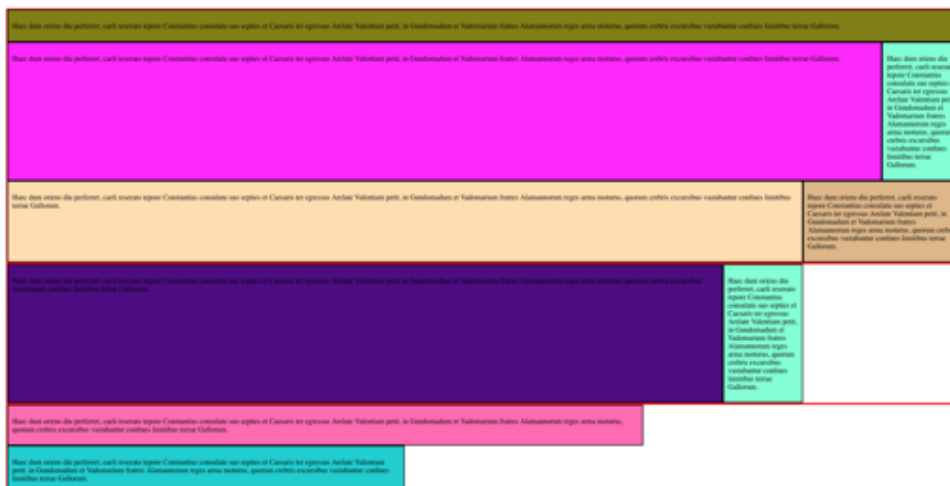 Haec dum oriens diu perferret, caeli reserato tepore Constantius consulatu suo septies et Caesaris ter egressus Arelate Valentiam petit, in Gundomadum et Vadomarium fratres Alamannorum reges arma moturus, quorum crebris excursibus vastabantur confines limitibus terrae Gallorum.
Haec dum oriens diu perferret, caeli reserato tepore Constantius consulatu suo septies et Caesaris ter egressus Arelate Valentiam petit, in Gundomadum et Vadomarium fratres Alamannorum reges arma moturus, quorum crebris excursibus vastabantur confines limitibus terrae Gallorum.
Haec dum oriens diu
perferret, caeli
tepore Constantius
consulatu suo septies
Caesaris ter egressus
Arelate Valentiam
in Gundomadum et
Vadomarium fratres
Alamannorum reges
arma moturus,
crebris excursibus
vastabantur confines
limitibus terrae
Gallorum.
Haec dum oriens diu perferret, caeli reserato tepore Constantius consulatu suo septies et Caesaris ter egressus Arelate Valentiam petit, in Gundomadum et Vadomarium fratres Alamannorum reges arma moturus, quorum crebris excursibus vastabantur confines limitibus
terrae Gallorum.
Haec dum oriens diu perferret, caeli reserato
tepore Constantius consulatu suo septies et
Caesaris ter egressus Arelate Valentiam petit, in
Gundomadum et Vadomarium fratres
Alamannorum reges arma moturus, quorum
excursibus vastabantur confines limitibus terrae
Gallorum.
Haec dum oriens diu perferret, caeli reserato tepore Constantius consulatu suo septies et Caesaris ter egressus Arelate Valentiam petit, in Gundomadum et Vadomarium fratres Alamannorum reges arma moturus, quorum crebris excursibus
vastabantur confines limitibus terrae Gallorum.
Haec dum oriens diu
perferret, caeli reserato
tepore Constantius
consulatu suo septies et
Caesaris ter egressus
Arelate Valentiam petit,
in Gundomadum et
Vadomarium fratres
Alamannorum reges
arma moturus, quorum
crebris excursibus
vastabantur confines
limitibus terrae
Gallorum.
Haec dum oriens diu perferret, caeli reserato tepore Constantius consulatu suo septies et Caesaris ter egressus Arelate Valentiam petit, in Gundomadum et Vadomarium fratres Alamannorum reges arma moturus,
quorum crebris excursibus vastabantur confines limitibus terrae Gallorum.
Haec dum oriens diu perferret, caeli reserato tepore Constantius consulatu suo septies et Caesaris ter egressus Arelate Valentiam
petit, in Gundomadum et Vadomarium fratres Alamannorum reges arma moturus, quorum crebris excursibus vastabantur confines
limitibus terrae Gallorum.